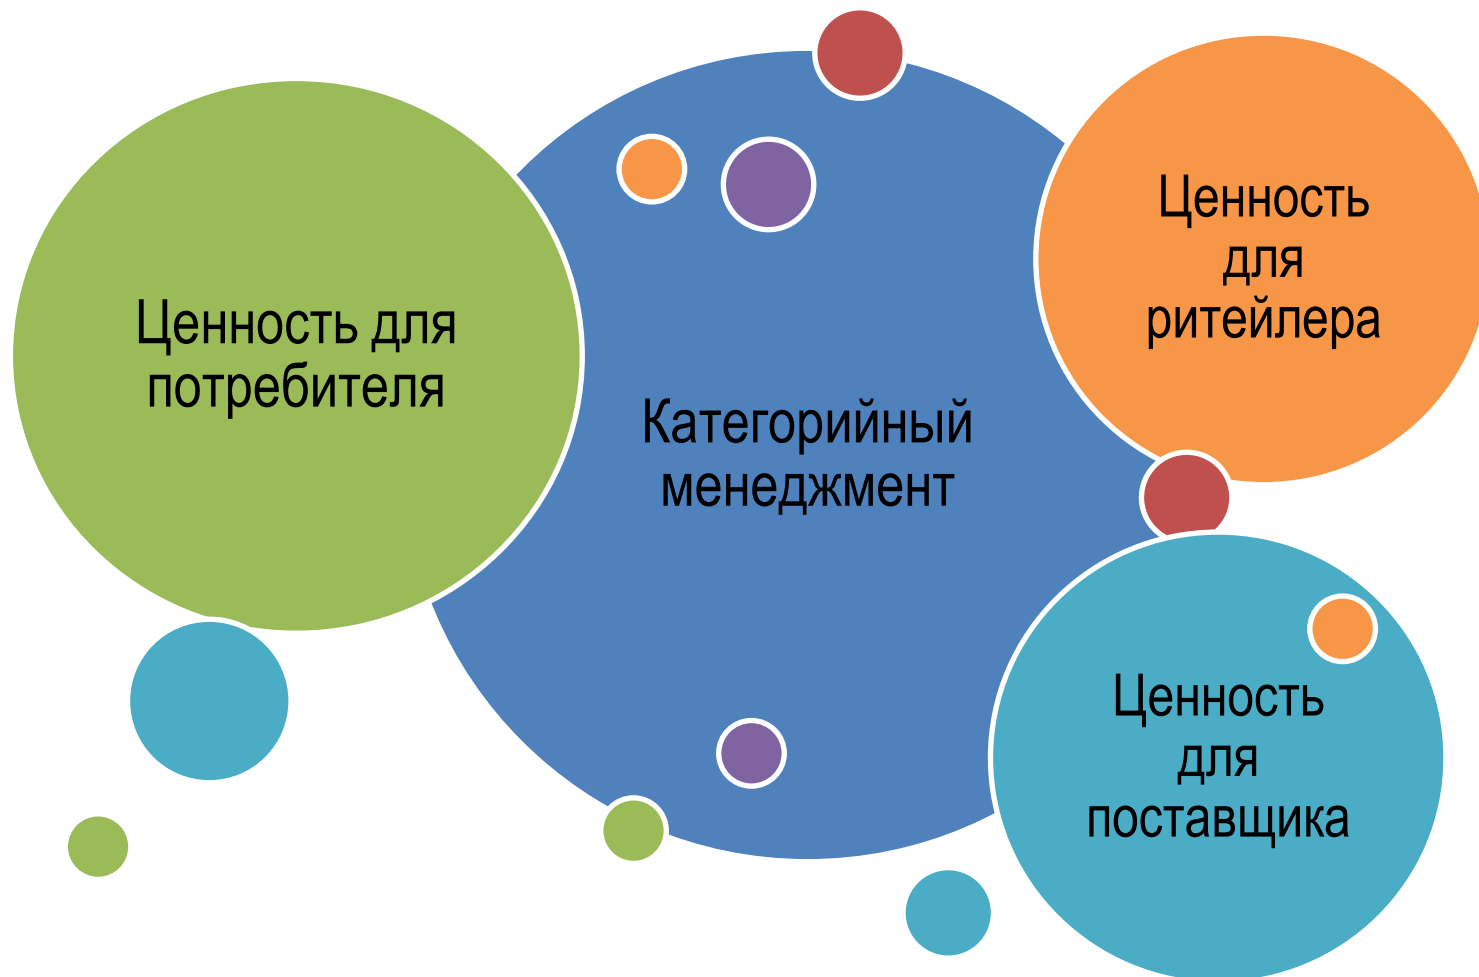 Ценность для
потребителя
Категорийный
менеджмент
Ценность
для
ритейлера
Ценность
для
поставщика